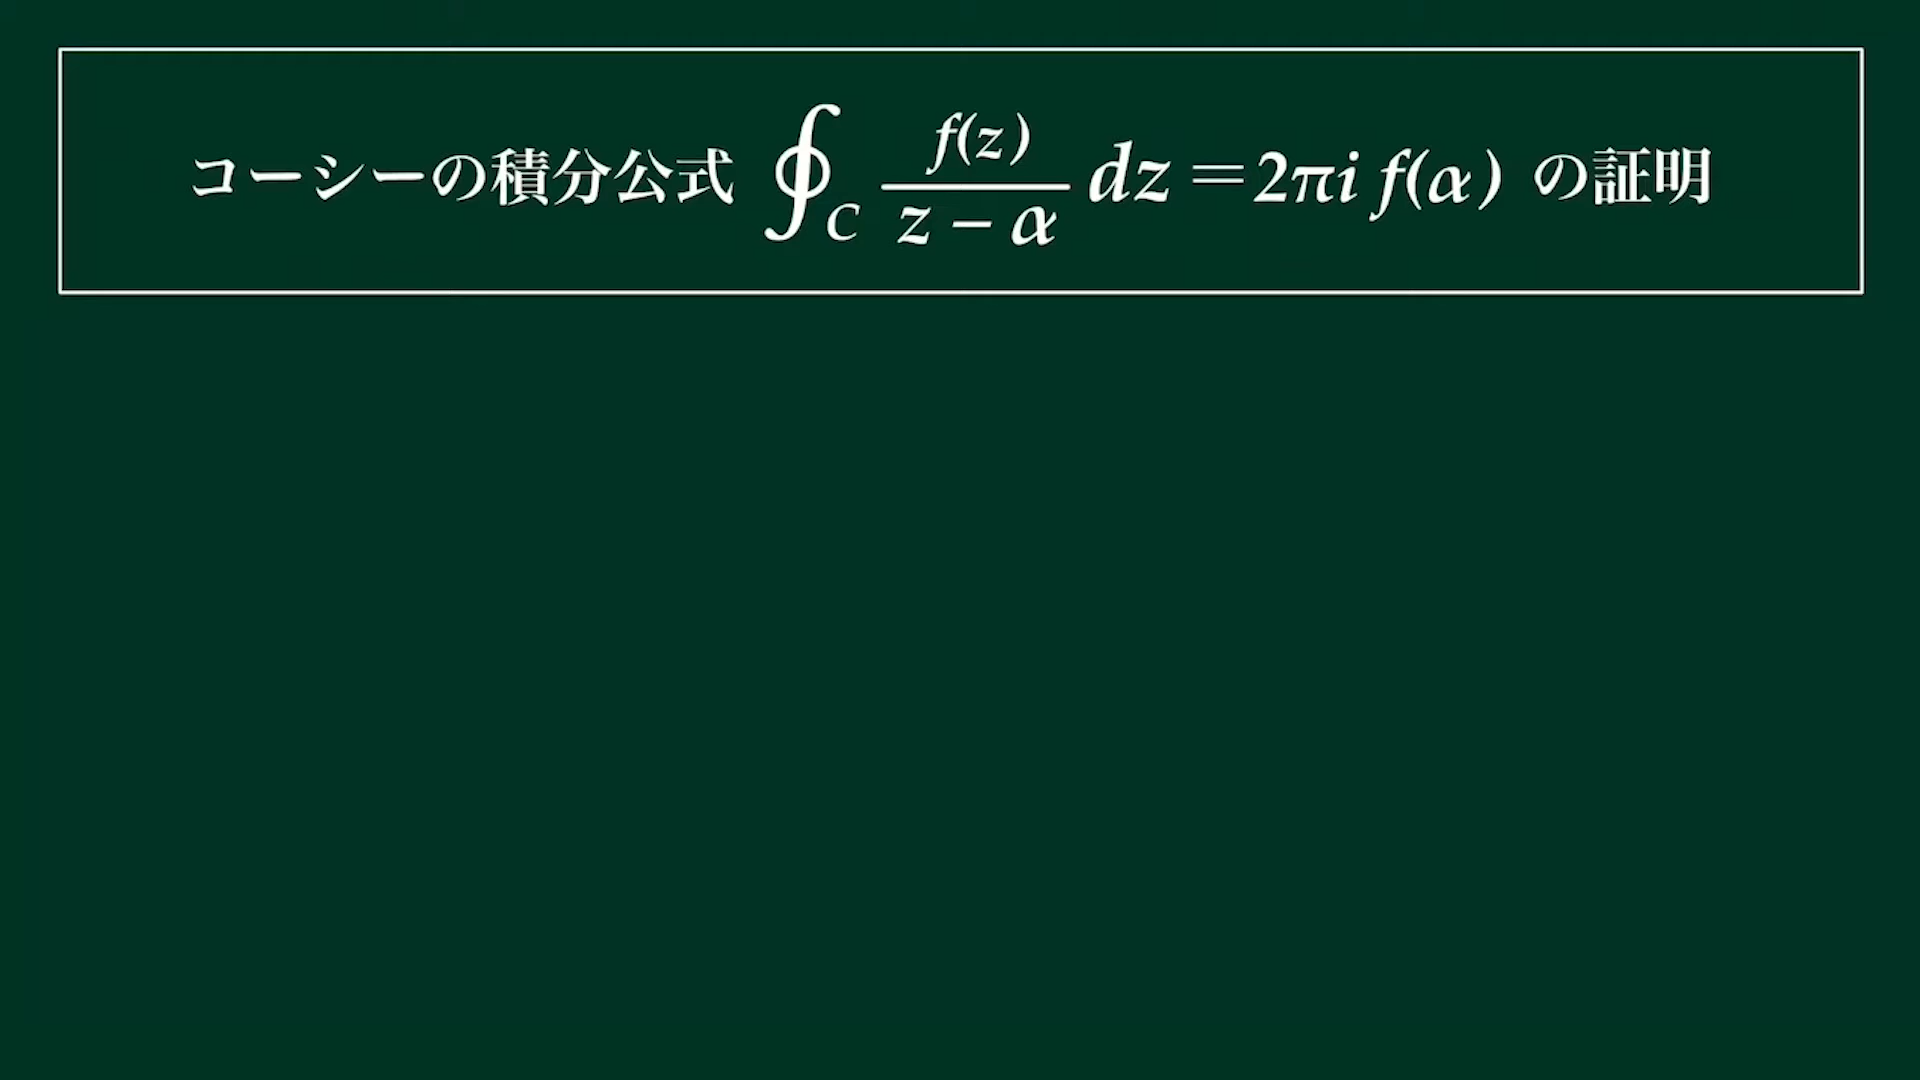 コーシーの積分公式 ∮_C f(z)/(z − α) dz = 2πi f(α) の証明